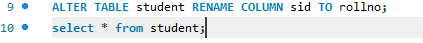 9 ALTER TABLE student RENAME COLUMN sid TO rollno;
10 select * from student;